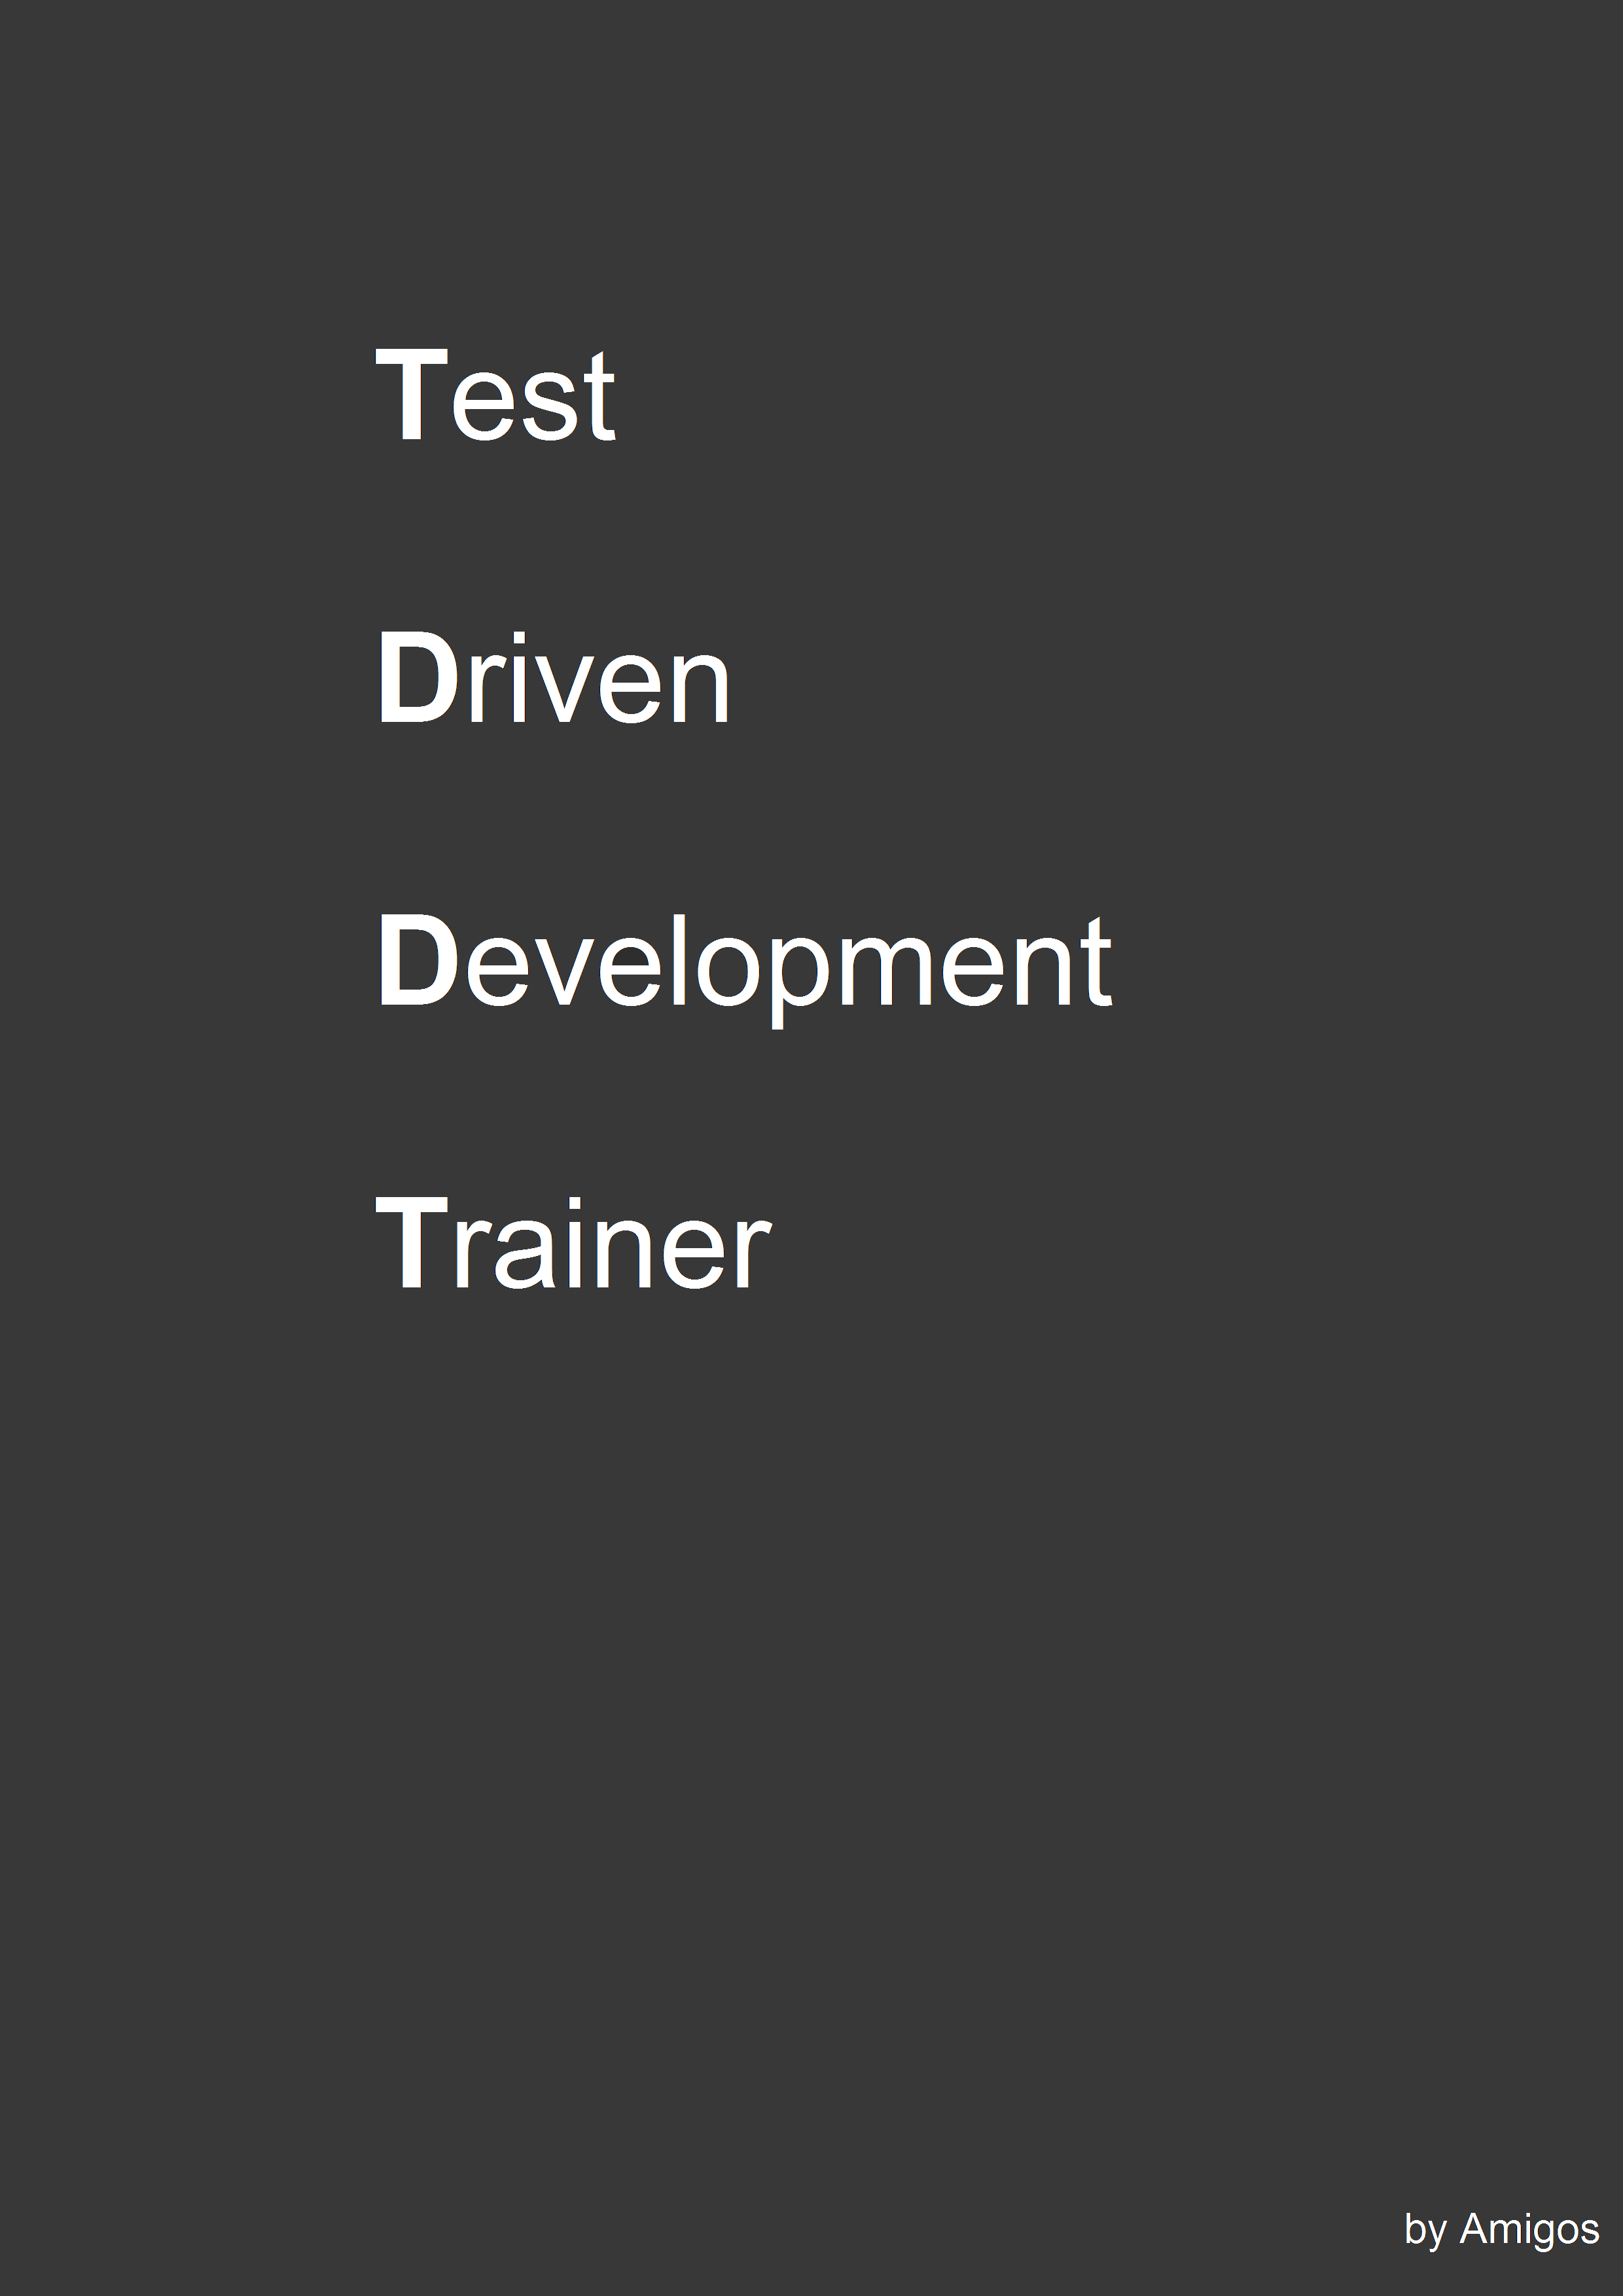 Test
Driven
Development
Trainer
by Amigos